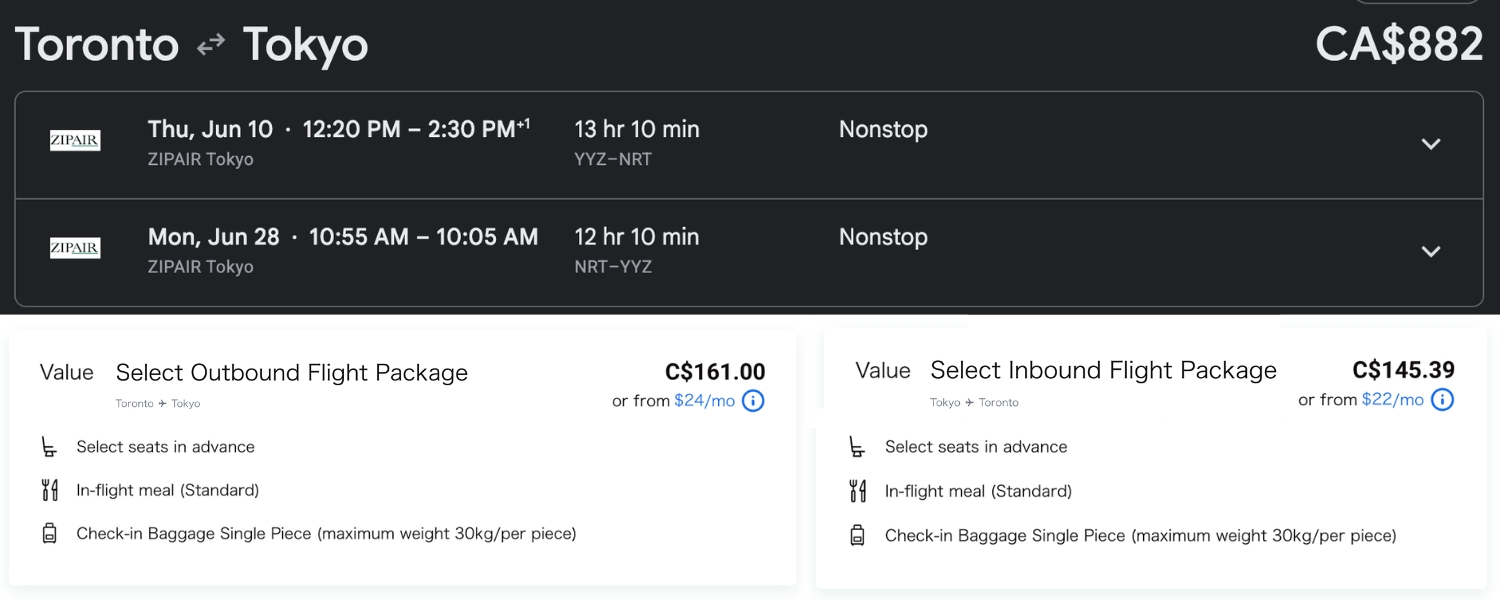 Toronto ↔ Tokyo CA$882
ZIPAIR Thu, Jun 10 · 12:20 PM – 2:30 PM+1 13 hr 10 min Nonstop
ZIPAIR Tokyo YYZ–NRT
ZIPAIR Mon, Jun 28 · 10:55 AM – 10:05 AM 12 hr 10 min Nonstop
ZIPAIR Tokyo NRT–YYZ
Value Select Outbound Flight Package C$161.00
or from $24/mo
Toronto ✈ Tokyo
Select seats in advance
In-flight meal (Standard)
Check-in Baggage Single Piece (maximum weight 30kg/per piece)
Value Select Inbound Flight Package C$145.39
or from $22/mo
Tokyo ✈ Toronto
Select seats in advance
In-flight meal (Standard)
Check-in Baggage Single Piece (maximum weight 30kg/per piece)